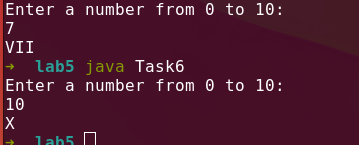 Enter a number from 0 to 10:
7
VII
→ lab5 java Task6
Enter a number from 0 to 10:
10
X
→ lab5